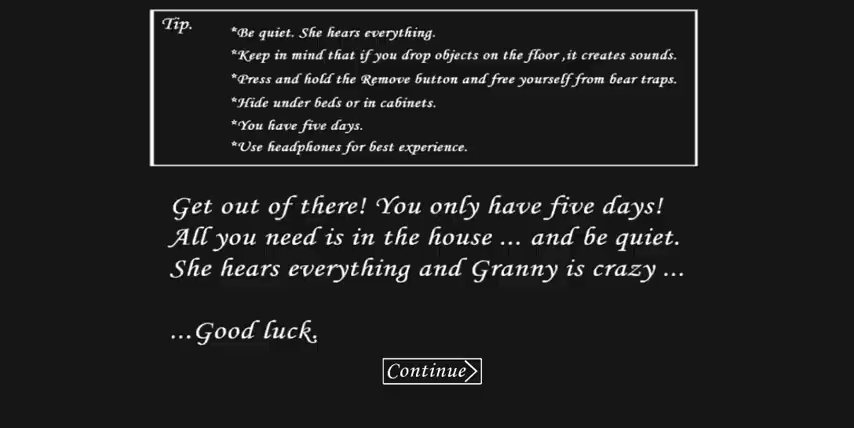 Tip.
*Be quiet. She hears everything.
*Keep in mind that if you drop objects on the floor ,it creates sounds.
*Press and hold the Remove button and free yourself from bear traps.
*Hide under beds or in cabinets.
*You have five days.
*Use headphones for best experience.
Get out of there! You only have five days!
All you need is in the house ... and be quiet.
She hears everything and Granny is crazy ...
...Good luck.
Continue>